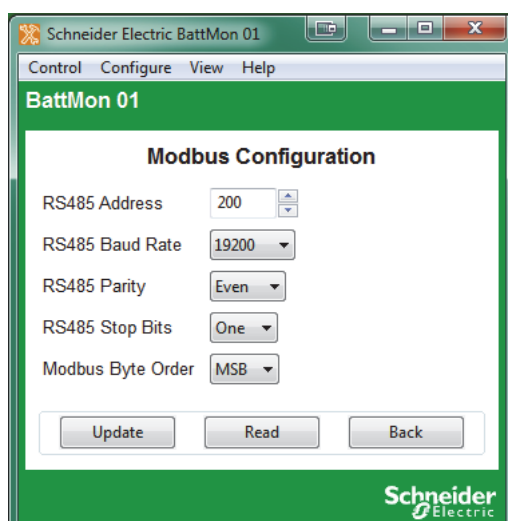 Schneider Electric BattMon 01
Control Configure View Help
BattMon 01
Modbus Configuration
RS485 Address 200
RS485 Baud Rate 19200
RS485 Parity Even
RS485 Stop Bits One
Modbus Byte Order MSB
Update Read Back
Schneider
Electric